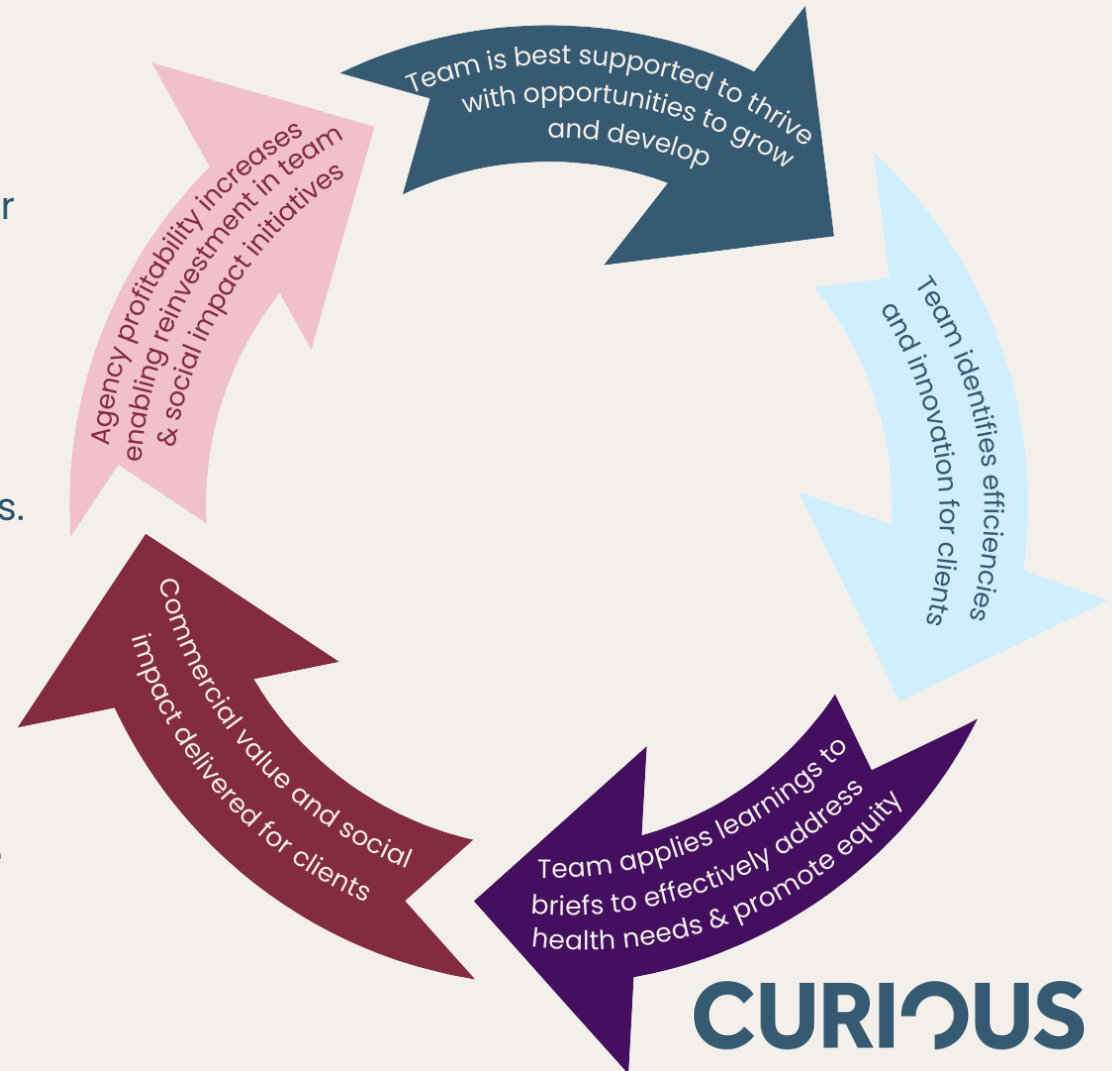 r
s.
Team is best supported to thrive
with opportunities to grow
and develop
Team identifies efficiencies
and innovation for clients
Team applies learnings to
briefs to effectively address
health needs & promote equity
Commercial value and social
impact delivered for clients
Agency profitability increases
enabling reinvestment in team
& social impact initiatives
CURIOUS